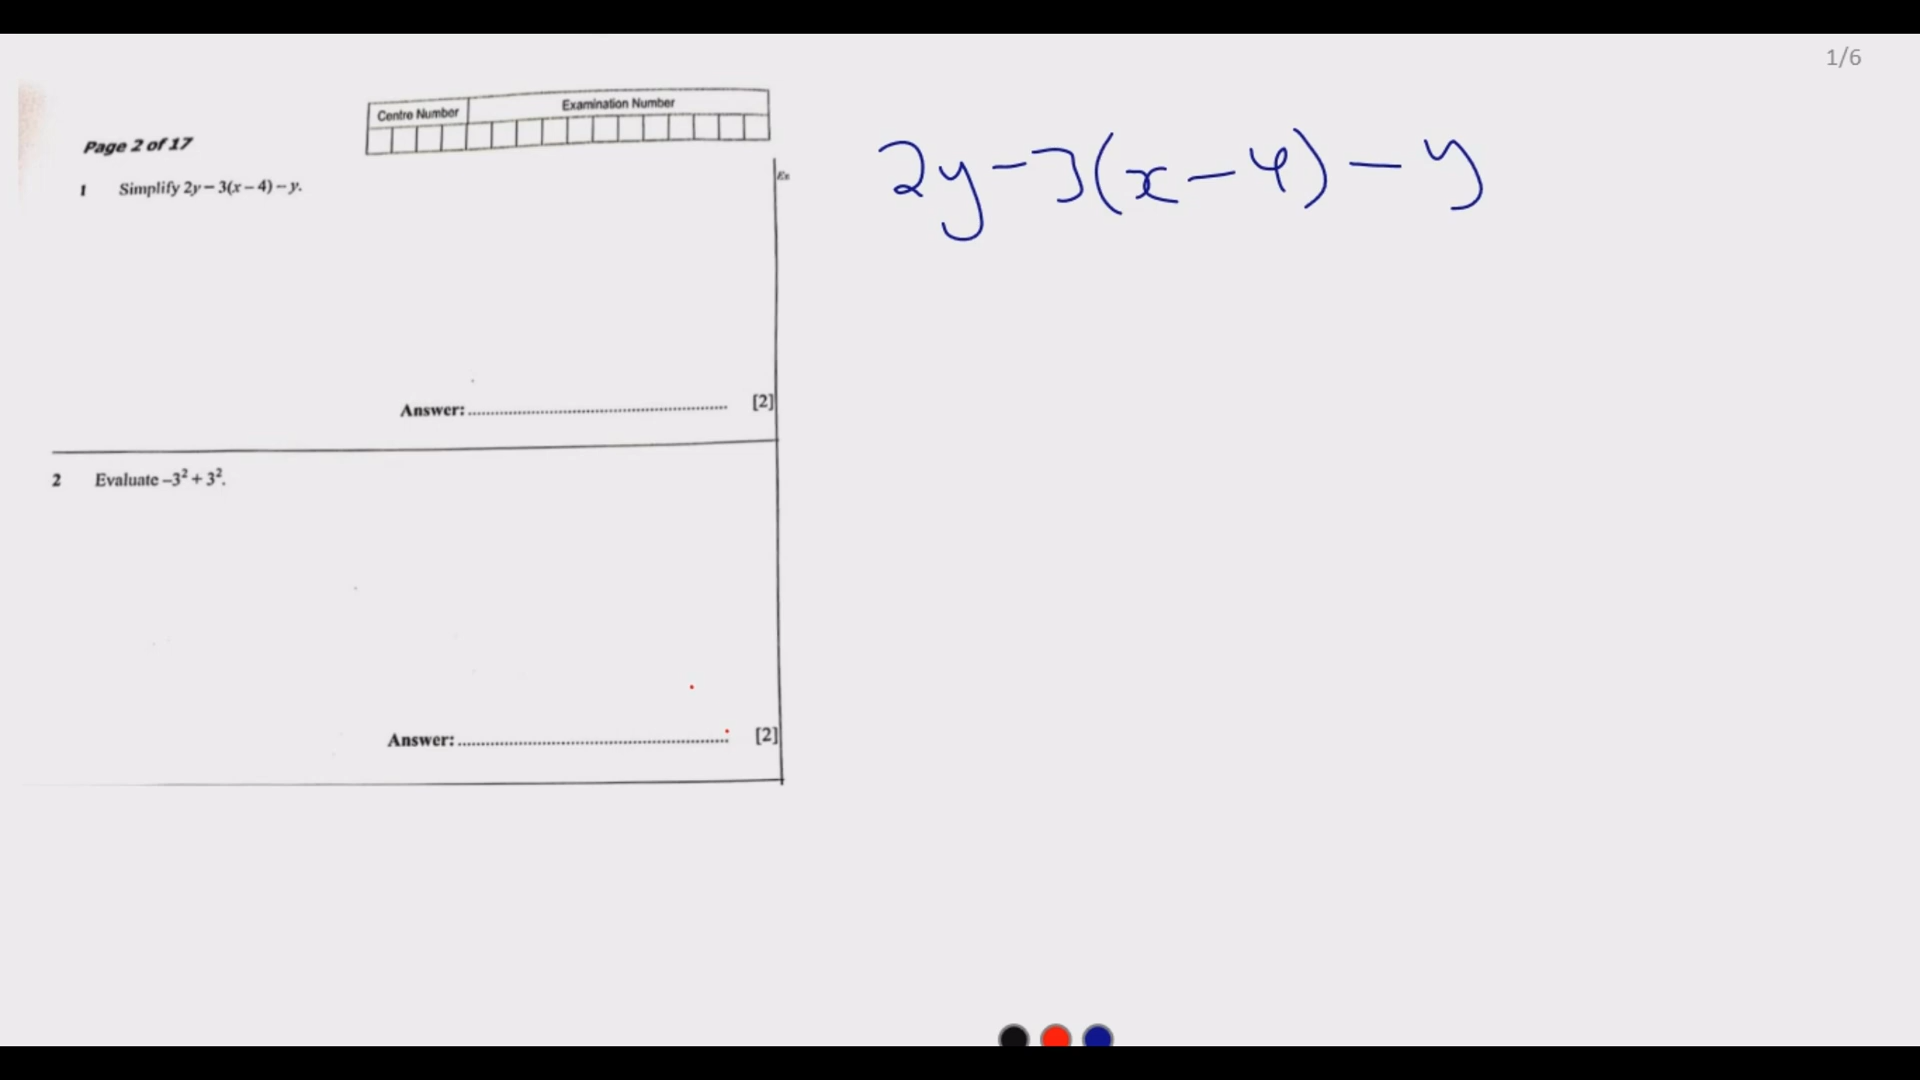 1/6
Centre Number
Examination Number
Page 2 of 17
1 Simplify 2y – 3(x – 4) – y.
Ex
2y – 3(x – 4) – y
Answer: ............................................................ [2]
2 Evaluate –3² + 3².
Answer: ............................................................ [2]